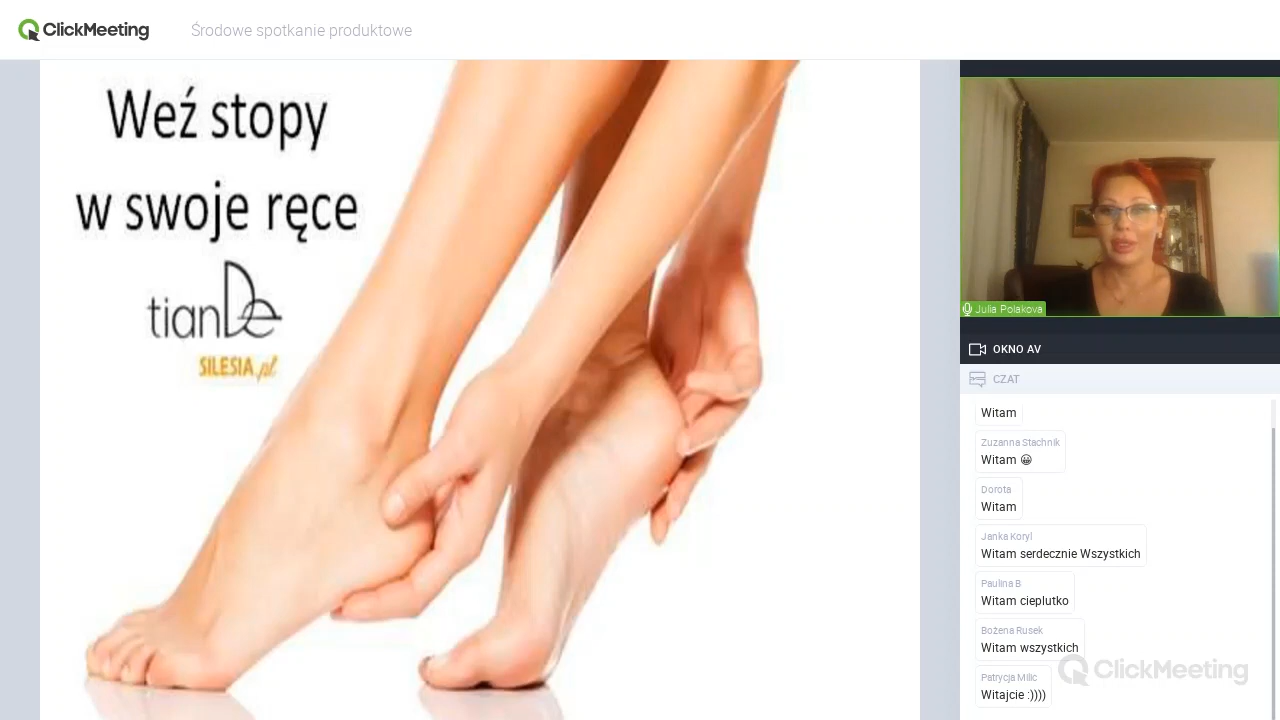 ClickMeeting
Środowe spotkanie produktowe
Weź stopy
w swoje ręce
tianDe
SILESIA.pl
Julia Polakova
OKNO AV
CZAT
Witam
Zuzanna Stachnik
Witam 😀
Dorota
Witam
Janka Koryl
Witam serdecznie Wszystkich
Paulina B
Witam cieplutko
Bożena Rusek
Witam wszystkich
Patrycja Milic
Witajcie :))))
ClickMeeting